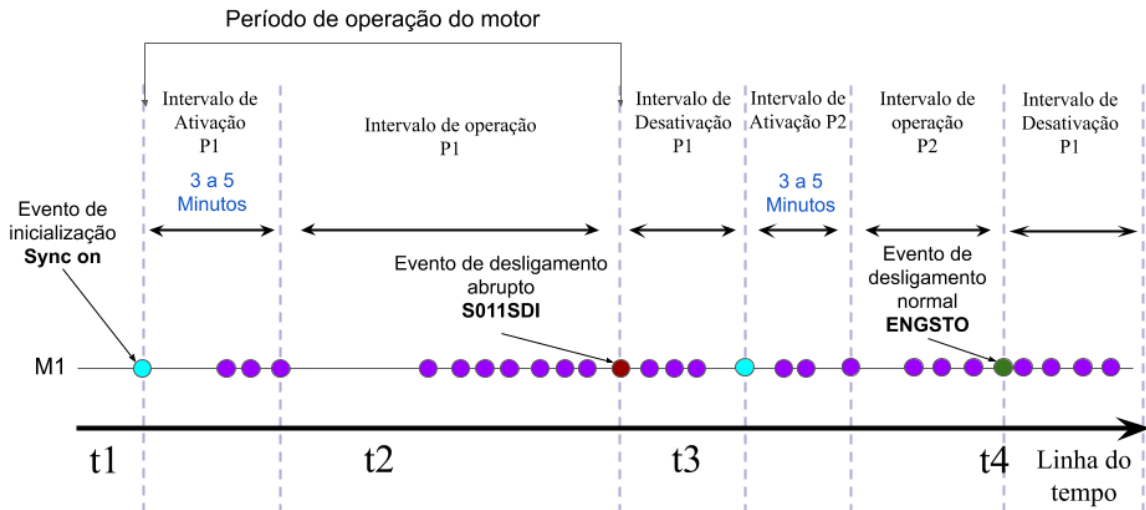 Período de operação do motor
Intervalo de
Ativação
P1
3 a 5
Minutos
Intervalo de operação
P1
Intervalo de
Desativação
P1
Intervalo de
Ativação P2
3 a 5
Minutos
Intervalo de
operação
P2
Intervalo de
Desativação
P1
Evento de
inicialização
Sync on
Evento de desligamento
abrupto
S011SDI
Evento de
desligamento
normal
ENGSTO
M1
t1
t2
t3
t4
Linha do
tempo